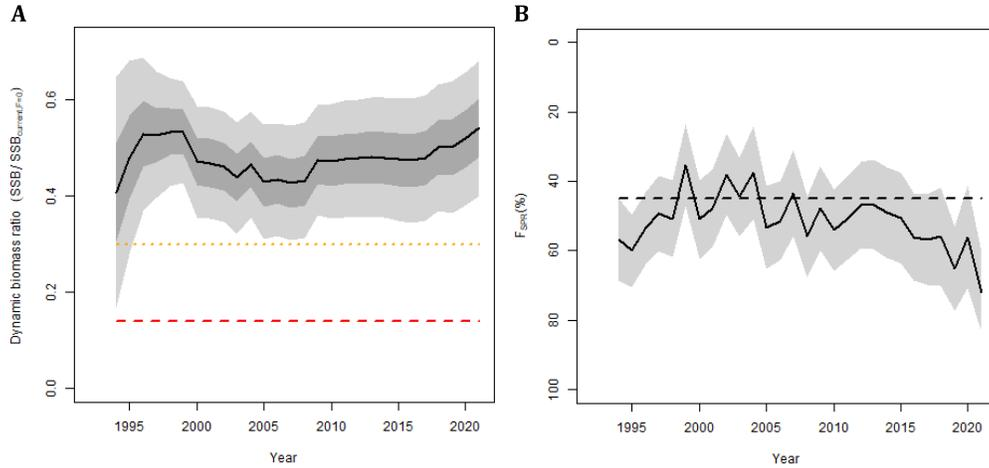 A
Dynamic biomass ratio (SSB / SSBcurrent,F=0)
0.6
0.4
0.2
0.0
1995 2000 2005 2010 2015 2020
Year
B
FSPR(%)
0
20
40
60
80
100
1995 2000 2005 2010 2015 2020
Year